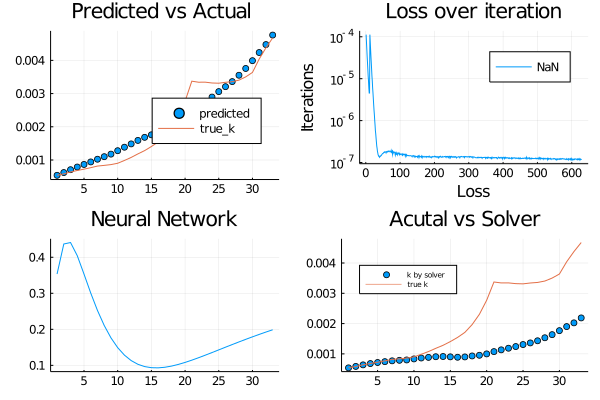 Predicted vs Actual
0.004
0.003
0.002
0.001
predicted
true_k
5 10 15 20 25 30
Loss over iteration
Iterations
10-4
10-5
10-6
10-7
NaN
0 100 200 300 400 500 600
Loss
Neural Network
0.4
0.3
0.2
0.1
5 10 15 20 25 30
Acutal vs Solver
0.004
0.003
0.002
0.001
k by solver
true k
5 10 15 20 25 30